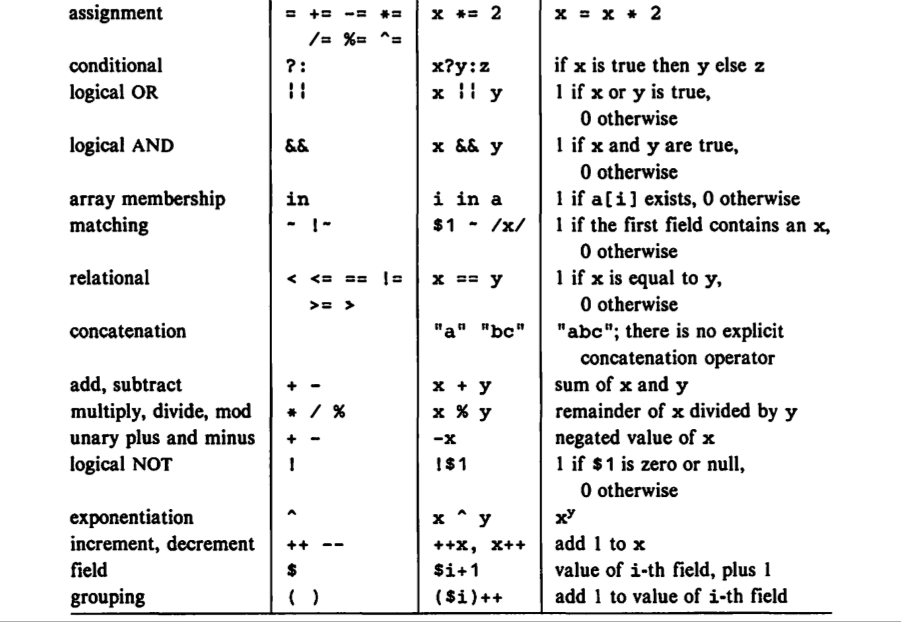 assignment = += -= *= x *= 2 x = x * 2
/= %= ^=
conditional ?: x?y:z if x is true then y else z
logical OR || x || y 1 if x or y is true,
0 otherwise
logical AND && x && y 1 if x and y are true,
0 otherwise
array membership in i in a 1 if a[i] exists, 0 otherwise
matching ~ !~ $1 ~ /x/ 1 if the first field contains an x,
0 otherwise
relational < <= == != x == y 1 if x is equal to y,
>= > 0 otherwise
concatenation "a" "bc" "abc"; there is no explicit
concatenation operator
add, subtract + - x + y sum of x and y
multiply, divide, mod * / % x % y remainder of x divided by y
unary plus and minus + - -x negated value of x
logical NOT ! !$1 1 if $1 is zero or null,
0 otherwise
exponentiation ^ x ^ y xʸ
increment, decrement ++ -- ++x, x++ add 1 to x
field $ $i+1 value of i-th field, plus 1
grouping ( ) ($i)++ add 1 to value of i-th field